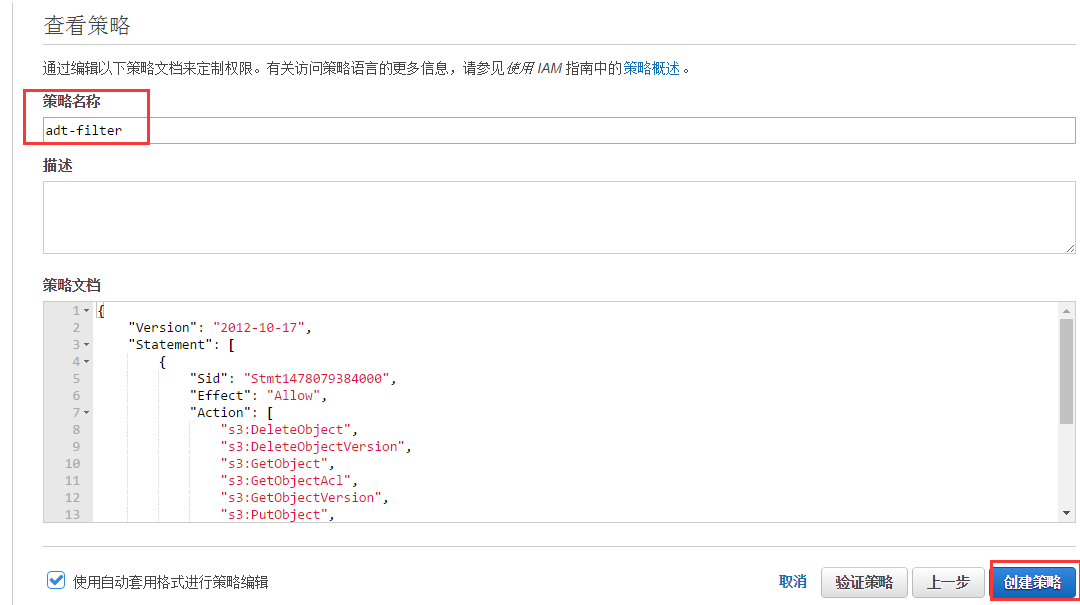 查看策略
通过编辑以下策略文档来定制权限。有关访问策略语言的更多信息，请参见使用 IAM 指南中的策略概述。
策略名称
adt-filter
描述
策略文档
1 {
2 "Version": "2012-10-17",
3 "Statement": [
4 {
5 "Sid": "Stmt1478079384000",
6 "Effect": "Allow",
7 "Action": [
8 "s3:DeleteObject",
9 "s3:DeleteObjectVersion",
10 "s3:GetObject",
11 "s3:GetObjectAcl",
12 "s3:GetObjectVersion",
13 "s3:PutObject",
使用自动套用格式进行策略编辑 取消 验证策略 上一步 创建策略